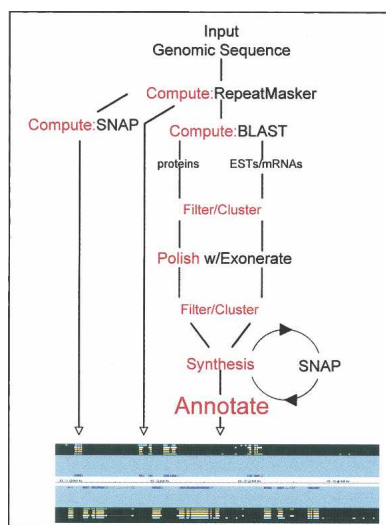 Input
Genomic Sequence
Compute:RepeatMasker
Compute:SNAP
Compute:BLAST
proteins ESTs/mRNAs
Filter/Cluster
Polish w/Exonerate
Filter/Cluster
Synthesis
SNAP
Annotate